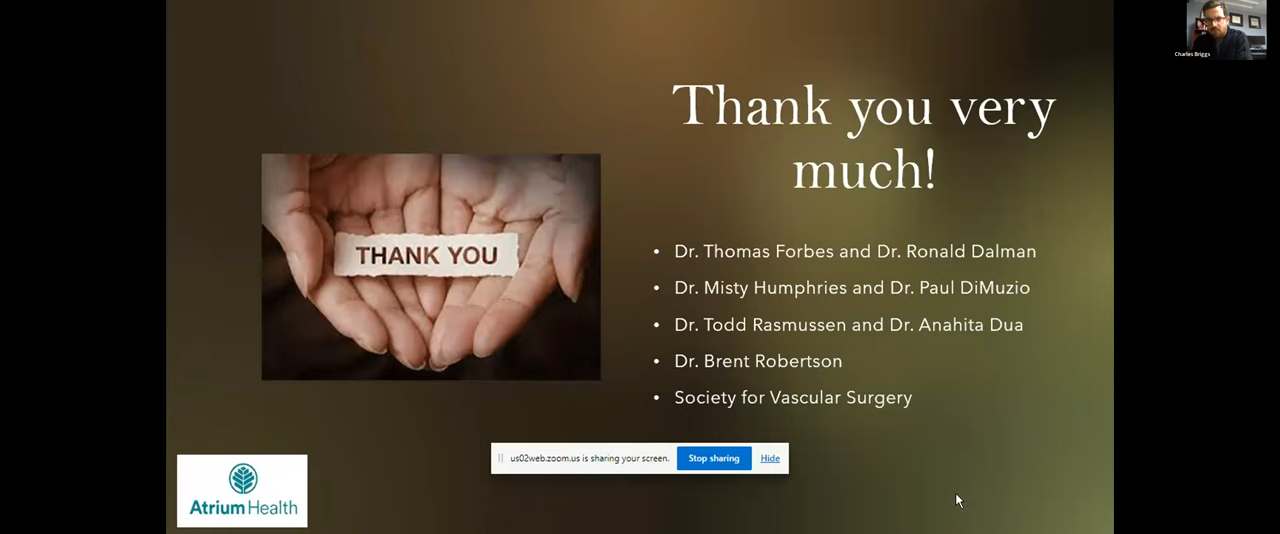 Charles Briggs
Thank you very
much!
THANK YOU
• Dr. Thomas Forbes and Dr. Ronald Dalman
• Dr. Misty Humphries and Dr. Paul DiMuzio
• Dr. Todd Rasmussen and Dr. Anahita Dua
• Dr. Brent Robertson
• Society for Vascular Surgery
us02web.zoom.us is sharing your screen. Stop sharing Hide
Atrium Health